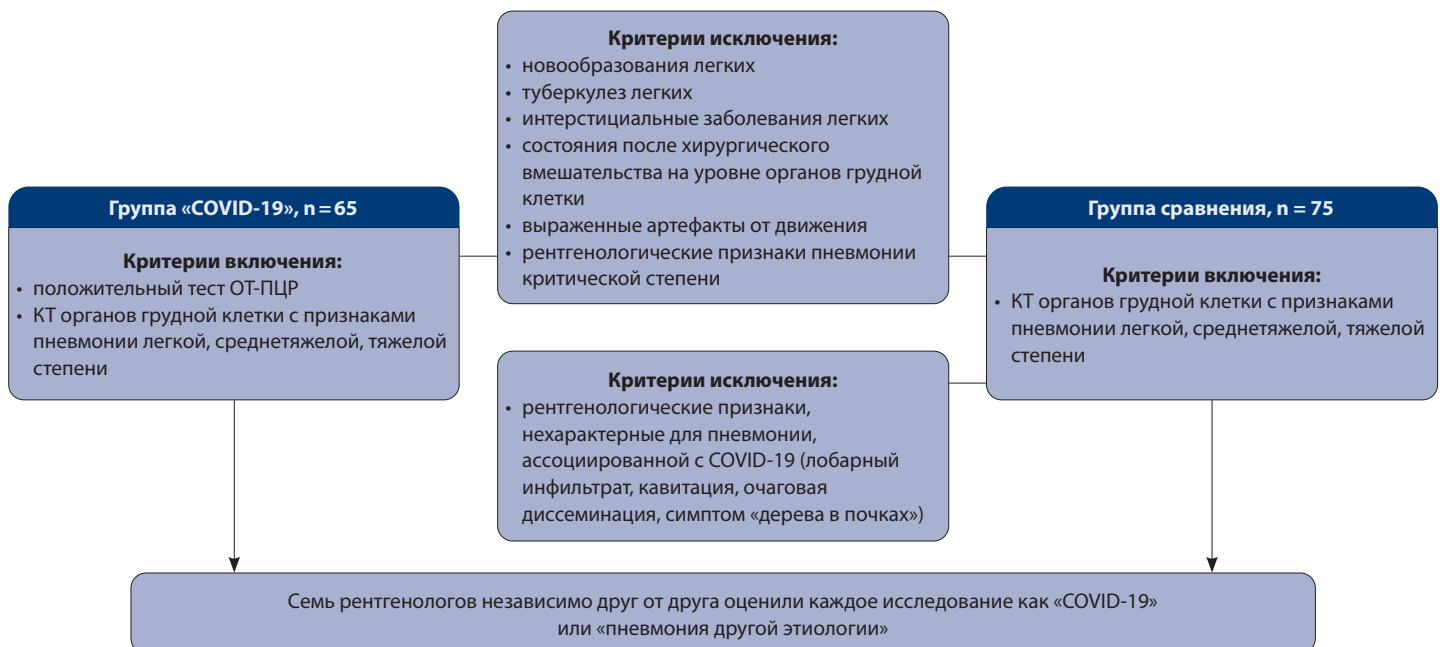 Критерии исключения:
• новообразования легких
• туберкулез легких
• интерстициальные заболевания легких
• состояния после хирургического
вмешательства на уровне органов грудной
клетки
• выраженные артефакты от движения
• рентгенологические признаки пневмонии
критической степени
Группа «COVID-19», n = 65
Критерии включения:
• положительный тест ОТ-ПЦР
• КТ органов грудной клетки с признаками
пневмонии легкой, среднетяжелой, тяжелой
степени
Группа сравнения, n = 75
Критерии включения:
• КТ органов грудной клетки с признаками
пневмонии легкой, среднетяжелой, тяжелой
степени
Критерии исключения:
• рентгенологические признаки,
нехарактерные для пневмонии,
ассоциированной с COVID-19 (лобарный
инфильтрат, кавитация, очаговая
диссеминация, симптом «дерева в почках»)
Семь рентгенологов независимо друг от друга оценили каждое исследование как «COVID-19»
или «пневмония другой этиологии»